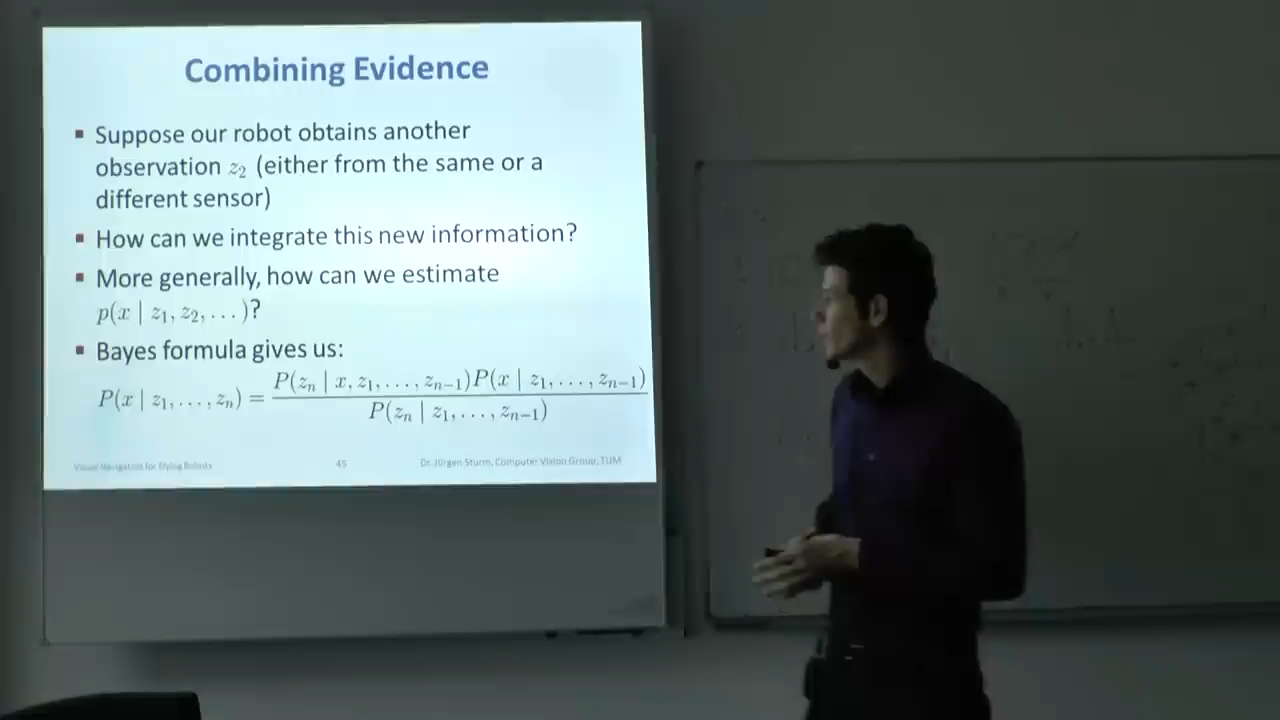 Combining Evidence
▪ Suppose our robot obtains another
observation z₂ (either from the same or a
different sensor)
▪ How can we integrate this new information?
▪ More generally, how can we estimate
p(x | z₁, z₂, . . . )?
▪ Bayes formula gives us:
P(x | z₁, . . . , zₙ) = P(zₙ | x, z₁, . . . , zₙ₋₁)P(x | z₁, . . . , zₙ₋₁) / P(zₙ | z₁, . . . , zₙ₋₁)
Visual Navigation for Flying Robots 45 Dr. Jürgen Sturm, Computer Vision Group, TUM